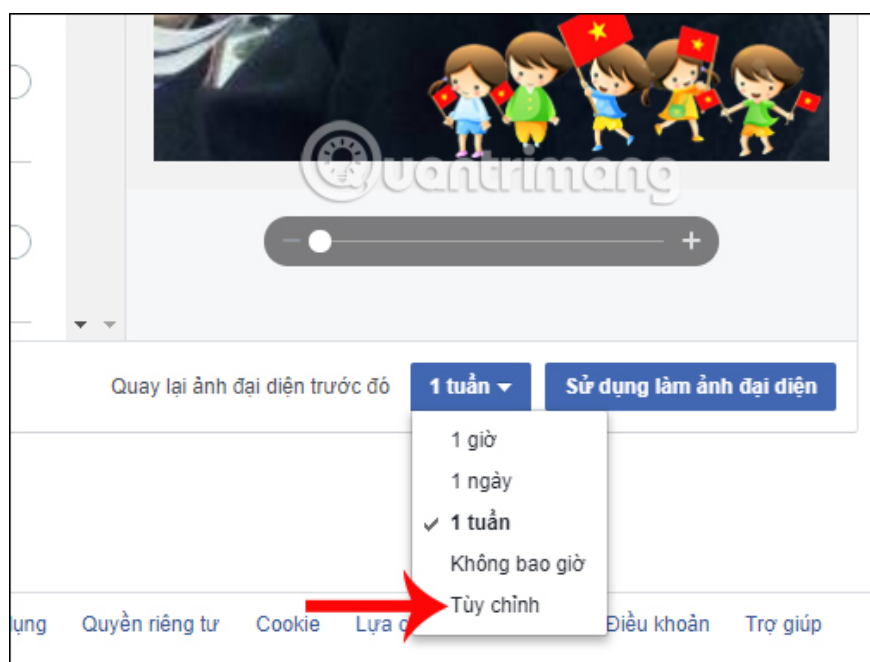 Quantrimang
Quay lại ảnh đại diện trước đó 1 tuần Sử dụng làm ảnh đại diện
1 giờ
1 ngày
1 tuần
Không bao giờ
Tùy chỉnh
Quyền riêng tư Cookie Điều khoản Trợ giúp